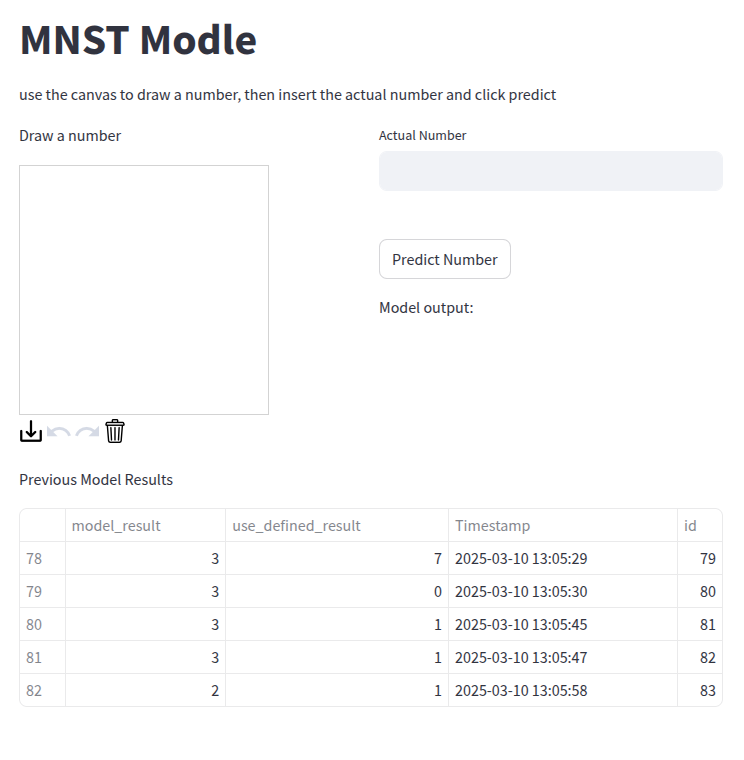 MNST Modle
use the canvas to draw a number, then insert the actual number and click predict
Draw a number
Actual Number
Predict Number
Model output:
Previous Model Results
model_result use_defined_result Timestamp id
78 3 7 2025-03-10 13:05:29 79
79 3 0 2025-03-10 13:05:30 80
80 3 1 2025-03-10 13:05:45 81
81 3 1 2025-03-10 13:05:47 82
82 2 1 2025-03-10 13:05:58 83